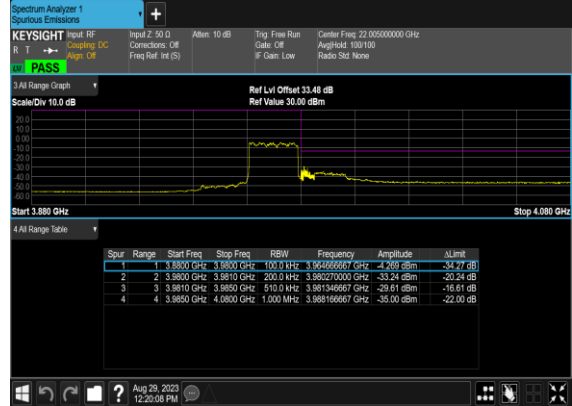 Spectrum Analyzer 1
Spurious Emissions
KEYSIGHT Input: RF Input Z: 50 Ω Atten: 10 dB Trig: Free Run Center Freq: 22.005000000 GHz
R T Coupling: DC Corrections: Off Gate: Off Avg|Hold: 100/100
Align: Off Freq Ref: Int (S) IF Gain: Low Radio Std: None
LW PASS
3 All Range Graph
Ref Lvl Offset 33.48 dB
Scale/Div 10.0 dB Ref Value 30.00 dBm
20.0
10.0
0.00
-10.0
-20.0
-30.0
-40.0
-50.0
-60.0
Start 3.880 GHz Stop 4.080 GHz
4 All Range Table
Spur Range Start Freq Stop Freq RBW Frequency Amplitude ΔLimit
1 1 3.8800 GHz 3.9800 GHz 100.0 kHz 3.964666667 GHz -4.269 dBm -34.27 dB
2 2 3.9800 GHz 3.9810 GHz 200.0 kHz 3.980270000 GHz -33.24 dBm -20.24 dB
3 3 3.9810 GHz 3.9850 GHz 510.0 kHz 3.981346667 GHz -29.61 dBm -16.61 dB
4 4 3.9850 GHz 4.0800 GHz 1.000 MHz 3.988166667 GHz -35.00 dBm -22.00 dB
? Aug 29, 2023
12:20:08 PM